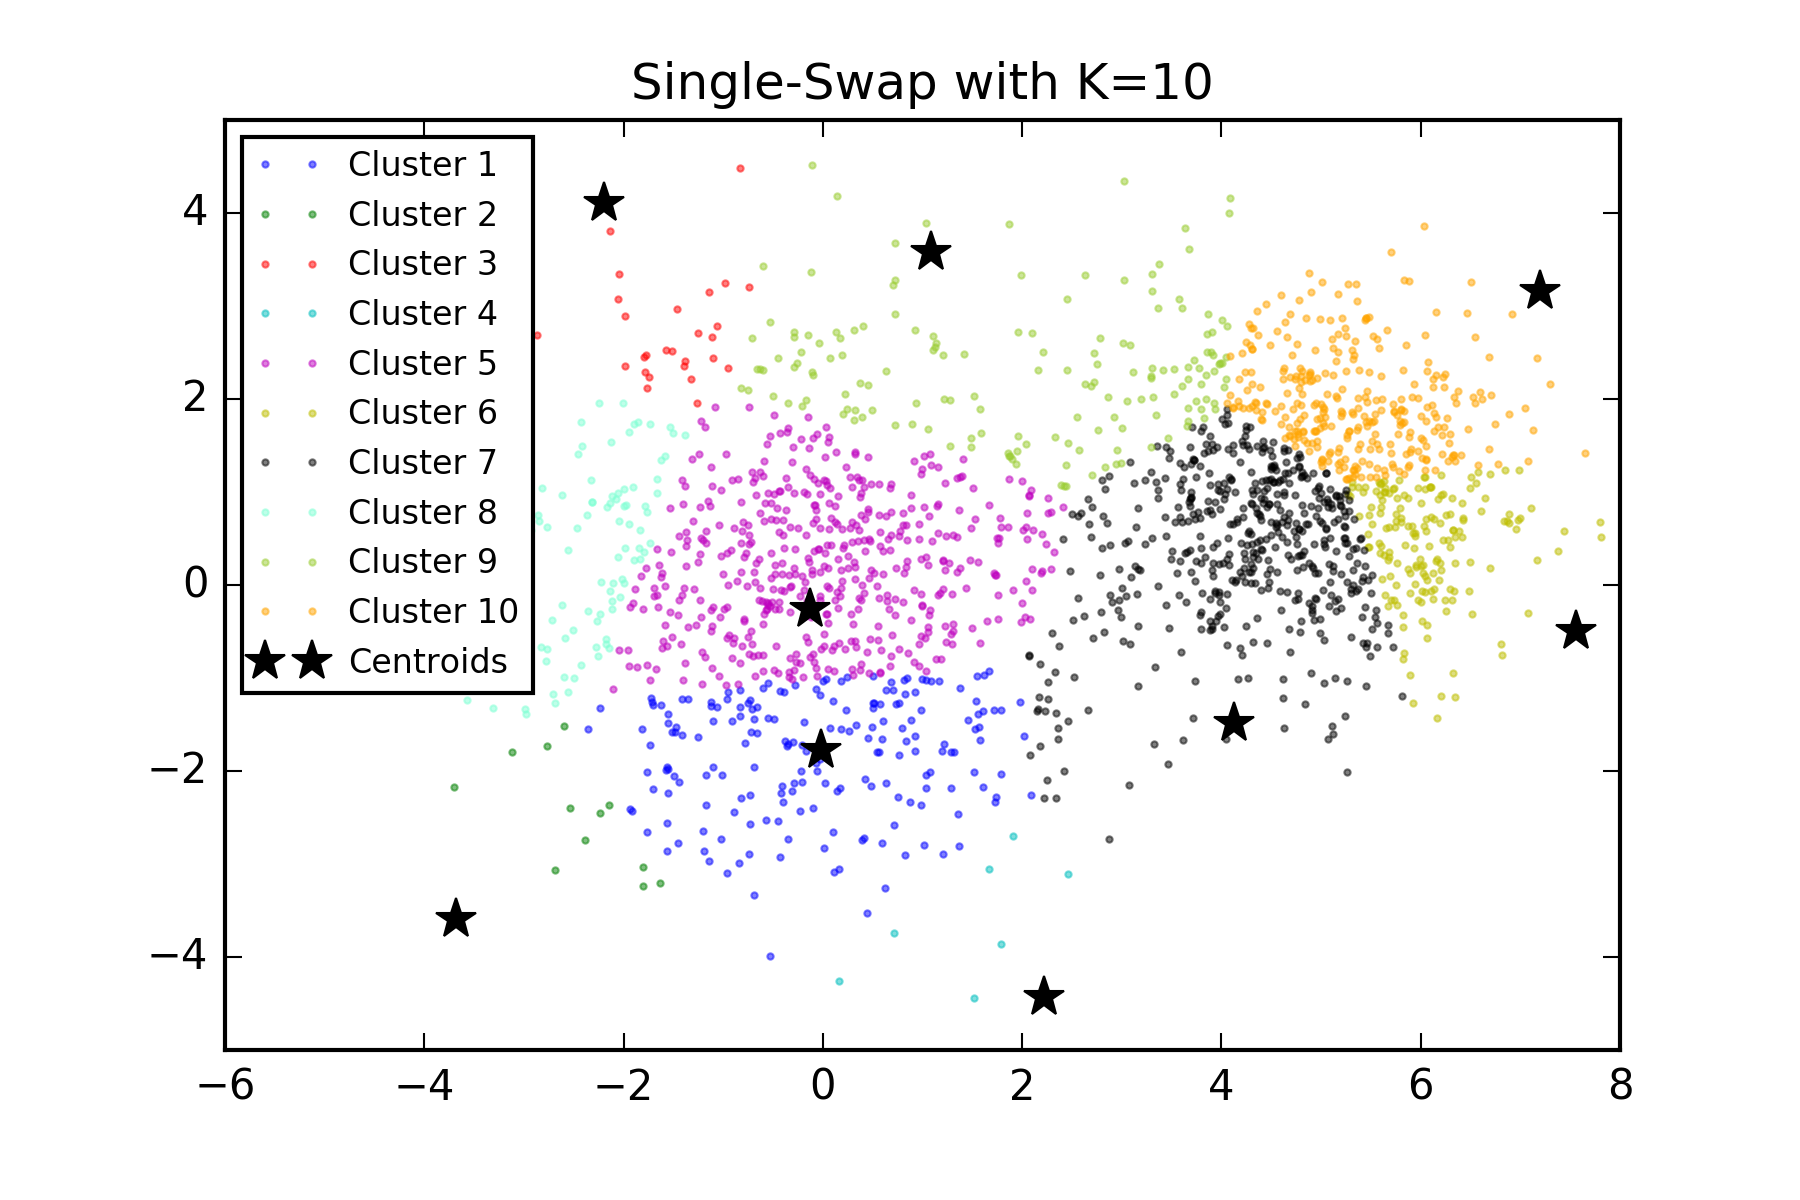 Single-Swap with K=10
Cluster 1
Cluster 2
Cluster 3
Cluster 4
Cluster 5
Cluster 6
Cluster 7
Cluster 8
Cluster 9
Cluster 10
Centroids
4
2
0
−2
−4
−6 −4 −2 0 2 4 6 8